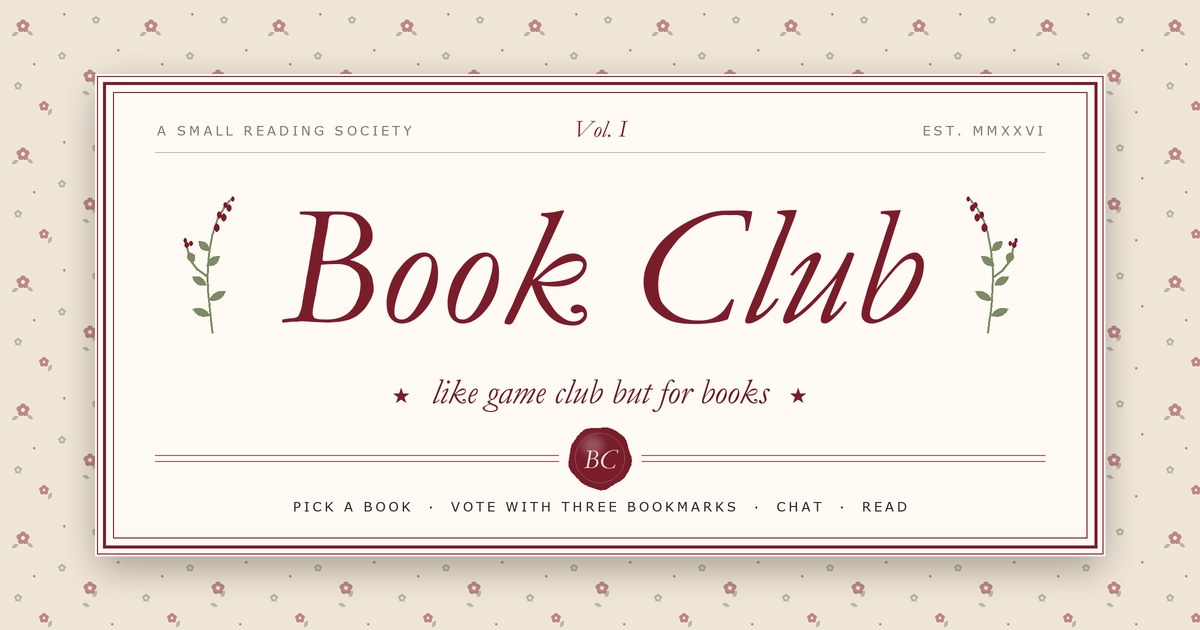 A SMALL READING SOCIETY Vol. I EST. MMXXVI
Book Club
★ like game club but for books ★
BC
PICK A BOOK · VOTE WITH THREE BOOKMARKS · CHAT · READ